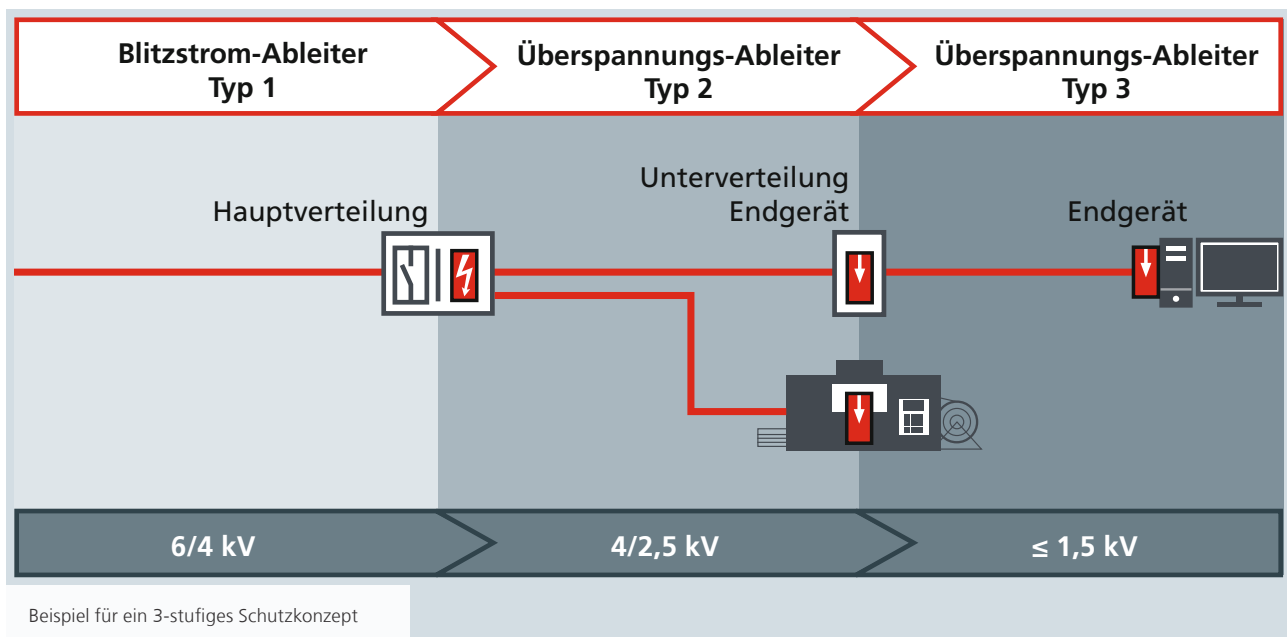 Blitzstrom-Ableiter
Typ 1
Überspannungs-Ableiter
Typ 2
Überspannungs-Ableiter
Typ 3
Hauptverteilung
Unterverteilung
Endgerät
Endgerät
6/4 kV
4/2,5 kV
≤ 1,5 kV
Beispiel für ein 3-stufiges Schutzkonzept